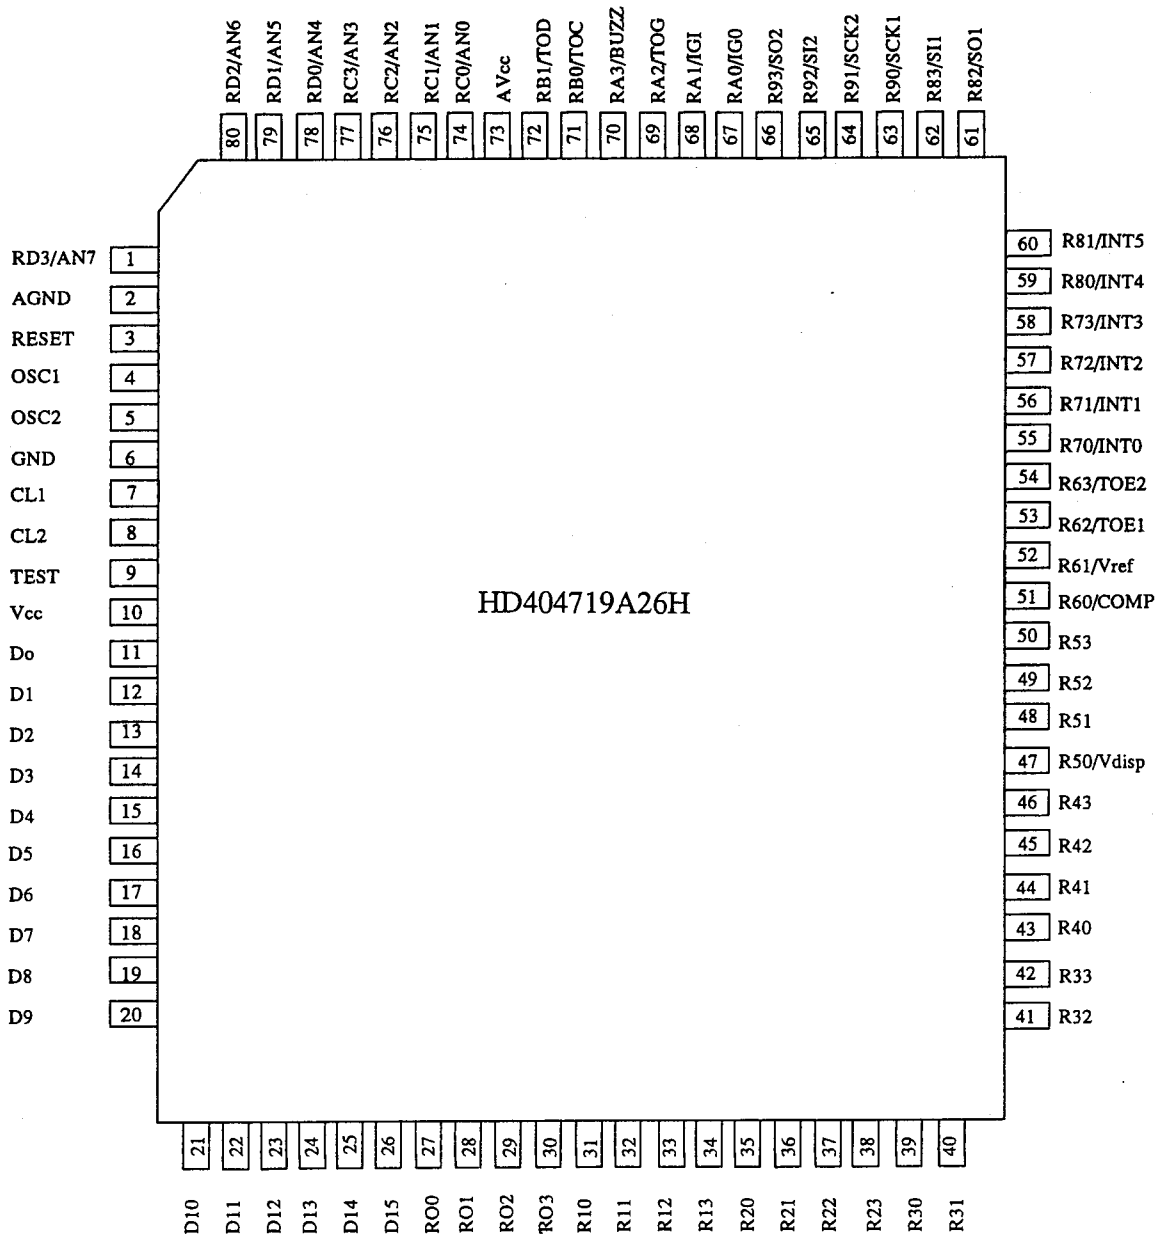 RD2/AN6
RD1/AN5
RD0/AN4
RC3/AN3
RC2/AN2
RC1/AN1
RC0/AN0
AVcc
RB1/TOD
RB0/TOC
RA3/BUZZ
RA2/TOG
RA1/IGI
RA0/IG0
R93/SO2
R92/SI2
R91/SCK2
R90/SCK1
R83/SI1
R82/SO1
80 79 78 77 76 75 74 73 72 71 70 69 68 67 66 65 64 63 62 61
RD3/AN7 1
AGND 2
RESET 3
OSC1 4
OSC2 5
GND 6
CL1 7
CL2 8
TEST 9
Vcc 10
Do 11
D1 12
D2 13
D3 14
D4 15
D5 16
D6 17
D7 18
D8 19
D9 20
HD404719A26H
60 R81/INT5
59 R80/INT4
58 R73/INT3
57 R72/INT2
56 R71/INT1
55 R70/INT0
54 R63/TOE2
53 R62/TOE1
52 R61/Vref
51 R60/COMP
50 R53
49 R52
48 R51
47 R50/Vdisp
46 R43
45 R42
44 R41
43 R40
42 R33
41 R32
21 22 23 24 25 26 27 28 29 30 31 32 33 34 35 36 37 38 39 40
D10
D11
D12
D13
D14
D15
RO0
RO1
RO2
RO3
R10
R11
R12
R13
R20
R21
R22
R23
R30
R31